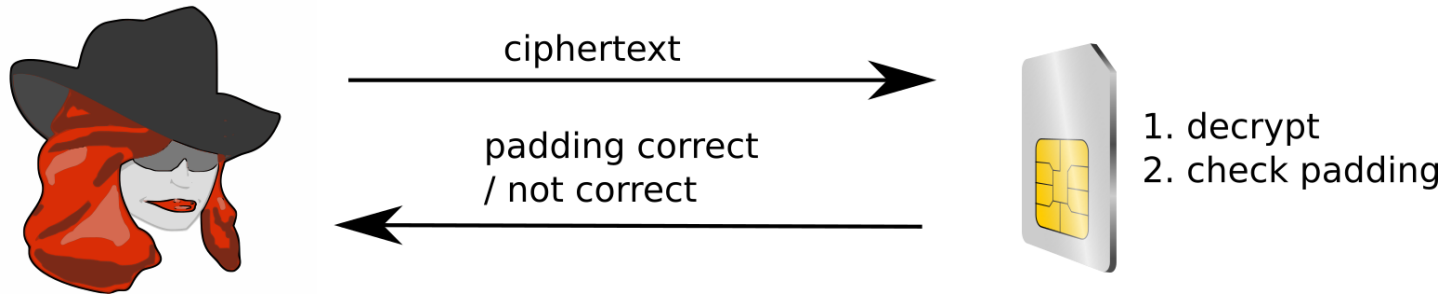 ciphertext
padding correct
/ not correct
1. decrypt
2. check padding